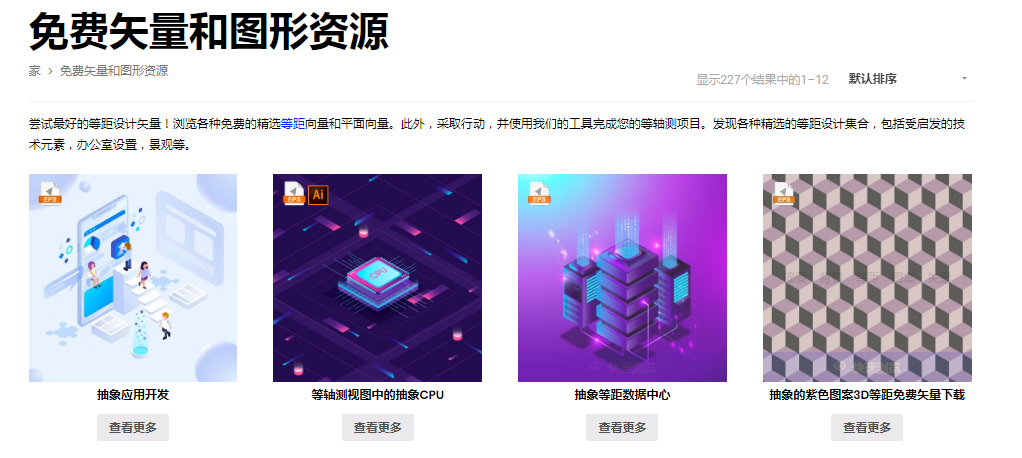 免费矢量和图形资源
家 > 免费矢量和图形资源
显示227个结果中的1–12 默认排序
尝试最好的等距设计矢量！浏览各种免费的精选等距向量和平面向量。此外，采取行动，并使用我们的工具完成您的等轴测项目。发现各种精选的等距设计集合，包括受启发的技
术元素，办公室设置，景观等。
EPS
EPS Ai
EPS
EPS
CPU
抽象应用开发
等轴测视图中的抽象CPU
抽象等距数据中心
抽象的紫色图案3D等距免费矢量下载
查看更多
查看更多
查看更多
查看更多